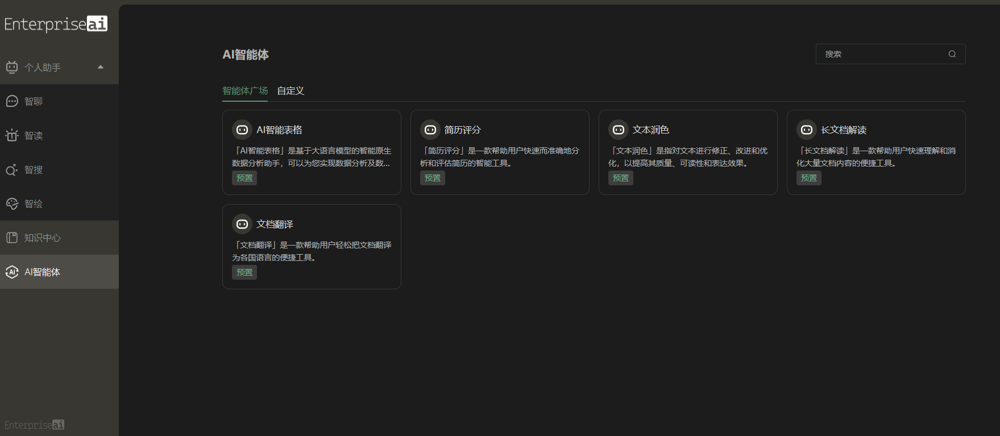 Enterpriseai
个人助手
智聊
智读
智搜
智绘
知识中心
AI智能体
Enterpriseai
AI智能体
搜索
智能体广场 自定义
AI智能表格
「AI智能表格」是基于大语言模型的智能原生
数据分析助手，可以为您实现数据分析及数...
预置
简历评分
「简历评分」是一款帮助用户快速而准确地分
析和评估简历的智能工具。
预置
文本润色
「文本润色」是指对文本进行修正、改进和优
化，以提高其质量、可读性和表达效果。
预置
长文档解读
「长文档解读」是一款帮助用户快速理解和消
化大量文档内容的便捷工具。
预置
文档翻译
「文档翻译」是一款帮助用户轻松把文档翻译
为各国语言的便捷工具。
预置